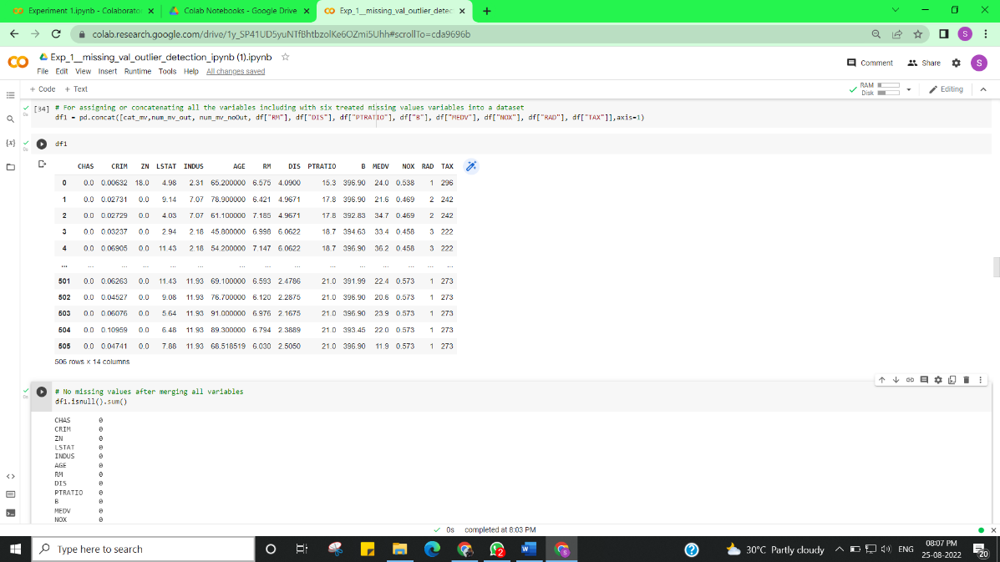 Experiment 1.ipynb - Colaborato
Colab Notebooks - Google Drive
Exp_1__missing_val_outlier_detec
colab.research.google.com/drive/1y_SP41UD5yuNTfBhtbzolKe6OZmi5Uhh#scrollTo=cda9696b
S
Exp_1__missing_val_outlier_detection_ipynb (1).ipynb
File Edit View Insert Runtime Tools Help All changes saved
Comment Share S
+ Code + Text
RAM
Disk
Editing
[34] # For assigning or concatenating all the variables including with six treated missing values variables into a dataset
df1 = pd.concat([cat_mv,num_mv_out, num_mv_noOut, df["RM"], df["DIS"], df["PTRATIO"], df["B"], df["MEDV"], df["NOX"], df["RAD"], df["TAX"]],axis=1)
{x}
0s
df1
CHAS CRIM ZN LSTAT INDUS AGE RM DIS PTRATIO B MEDV NOX RAD TAX
0 0.0 0.00632 18.0 4.98 2.31 65.200000 6.575 4.0900 15.3 396.90 24.0 0.538 1 296
1 0.0 0.02731 0.0 9.14 7.07 78.900000 6.421 4.9671 17.8 396.90 21.6 0.469 2 242
2 0.0 0.02729 0.0 4.03 7.07 61.100000 7.185 4.9671 17.8 392.83 34.7 0.469 2 242
3 0.0 0.03237 0.0 2.94 2.18 45.800000 6.998 6.0622 18.7 394.63 33.4 0.458 3 222
4 0.0 0.06905 0.0 11.43 2.18 54.200000 7.147 6.0622 18.7 396.90 36.2 0.458 3 222
... ... ... ... ... ... ... ... ... ... ... ... ... ... ...
501 0.0 0.06263 0.0 11.43 11.93 69.100000 6.593 2.4786 21.0 391.99 22.4 0.573 1 273
502 0.0 0.04527 0.0 9.08 11.93 76.700000 6.120 2.2875 21.0 396.90 20.6 0.573 1 273
503 0.0 0.06076 0.0 5.64 11.93 91.000000 6.976 2.1675 21.0 396.90 23.9 0.573 1 273
504 0.0 0.10959 0.0 6.48 11.93 89.300000 6.794 2.3889 21.0 393.45 22.0 0.573 1 273
505 0.0 0.04741 0.0 7.88 11.93 68.518519 6.030 2.5050 21.0 396.90 11.9 0.573 1 273
506 rows × 14 columns
# No missing values after merging all variables
0s
df1.isnull().sum()
CHAS 0
CRIM 0
ZN 0
LSTAT 0
INDUS 0
AGE 0
RM 0
DIS 0
PTRATIO 0
B 0
MEDV 0
NOX 0
0s completed at 8:03 PM
Type here to search
2
W
S
30°C Partly cloudy
ENG
08:07 PM
25-08-2022
20